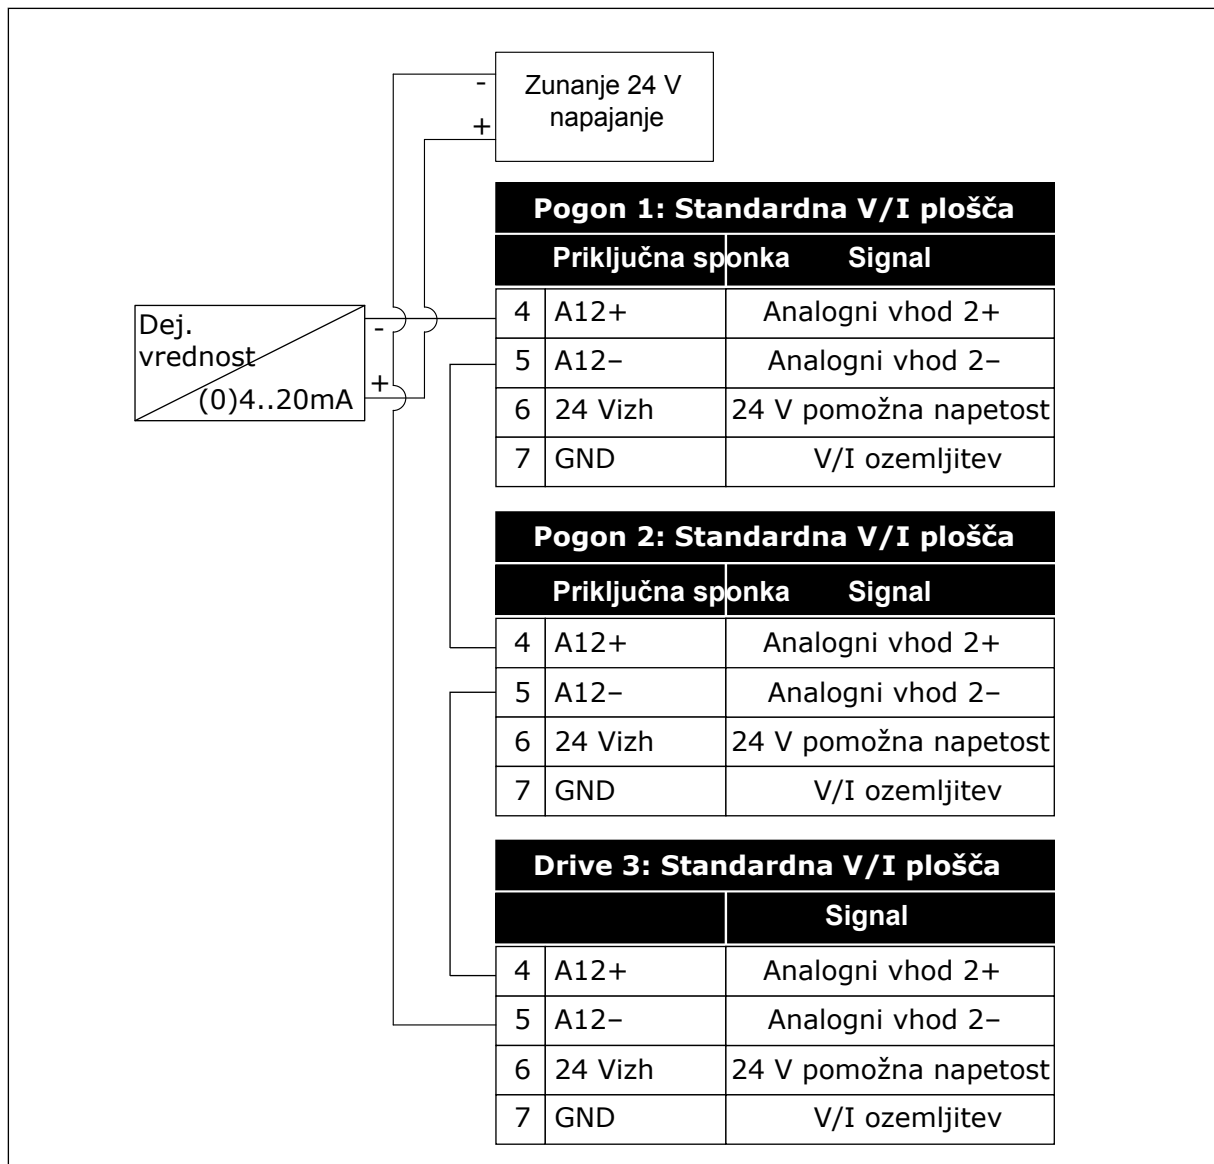 -
Zunanje 24 V
napajanje
+
Pogon 1: Standardna V/I plošča
Priključna sponka Signal
Dej.
vrednost
(0)4..20mA
-
+
4 A12+ Analogni vhod 2+
5 A12– Analogni vhod 2–
6 24 Vizh 24 V pomožna napetost
7 GND V/I ozemljitev
Pogon 2: Standardna V/I plošča
Priključna sponka Signal
4 A12+ Analogni vhod 2+
5 A12– Analogni vhod 2–
6 24 Vizh 24 V pomožna napetost
7 GND V/I ozemljitev
Drive 3: Standardna V/I plošča
Signal
4 A12+ Analogni vhod 2+
5 A12– Analogni vhod 2–
6 24 Vizh 24 V pomožna napetost
7 GND V/I ozemljitev